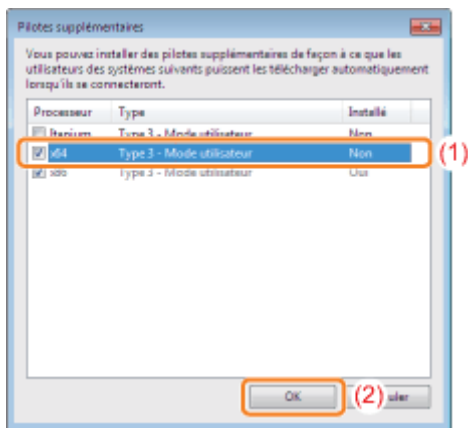 Pilotes supplémentaires
Vous pouvez installer des pilotes supplémentaires de façon à ce que les
utilisateurs des systèmes suivants puissent les télécharger automatiquement
lorsqu'ils se connecteront.
Processeur Type Installé
Itanium Type 3 - Mode utilisateur Non
x64 Type 3 - Mode utilisateur Non (1)
x86 Type 3 - Mode utilisateur Oui
OK (2) uler